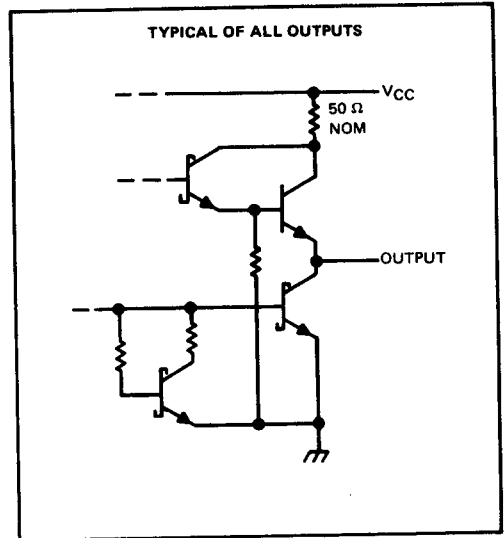 TYPICAL OF ALL OUTPUTS
VCC
50 Ω
NOM
OUTPUT